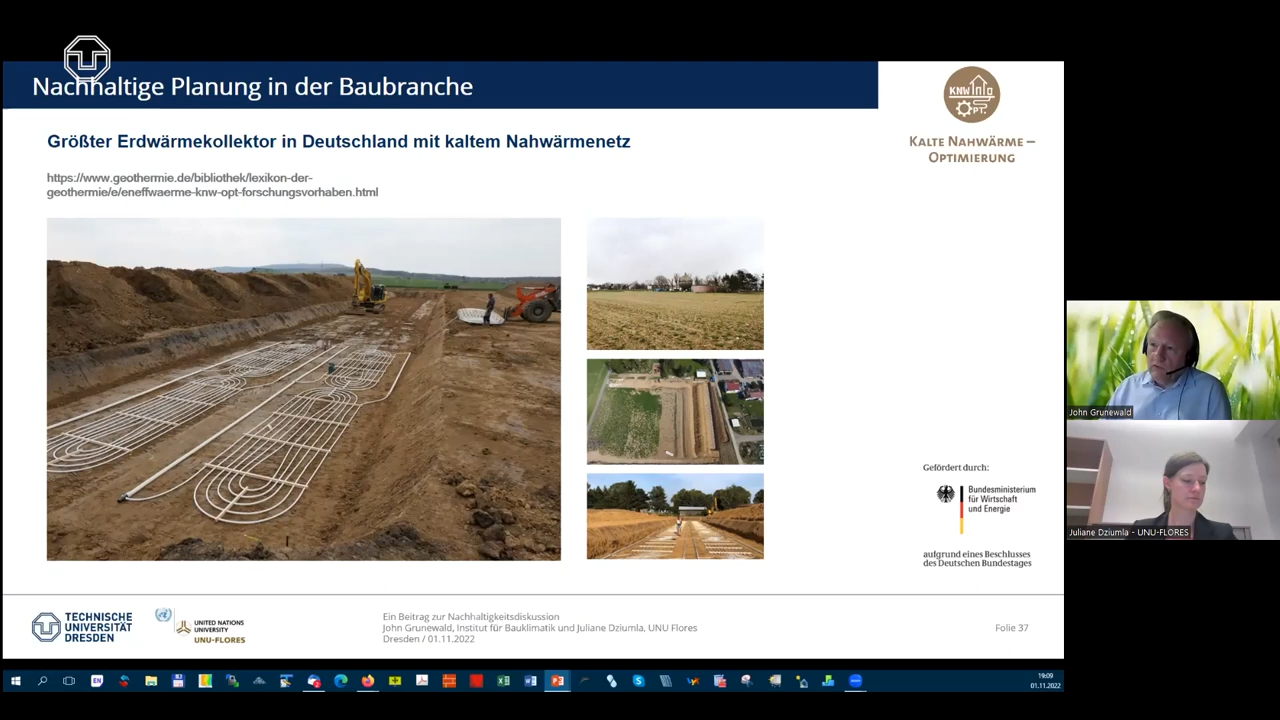 Nachhaltige Planung in der Baubranche
KNW
OPT.
KALTE NAHWÄRME –
OPTIMIERUNG
Größter Erdwärmekollektor in Deutschland mit kaltem Nahwärmenetz
https://www.geothermie.de/bibliothek/lexikon-der-
geothermie/e/eneffwaerme-knw-opt-forschungsvorhaben.html
John Grunewald
Juliane Dziumla - UNU-FLORES
Gefördert durch:
Bundesministerium
für Wirtschaft
und Energie
aufgrund eines Beschlusses
des Deutschen Bundestages
TECHNISCHE
UNIVERSITÄT
DRESDEN
UNITED NATIONS
UNIVERSITY
UNU-FLORES
Ein Beitrag zur Nachhaltigkeitsdiskussion
John Grunewald, Institut für Bauklimatik und Juliane Dziumla, UNU Flores
Dresden / 01.11.2022
Folie 37
19:09
01.11.2022